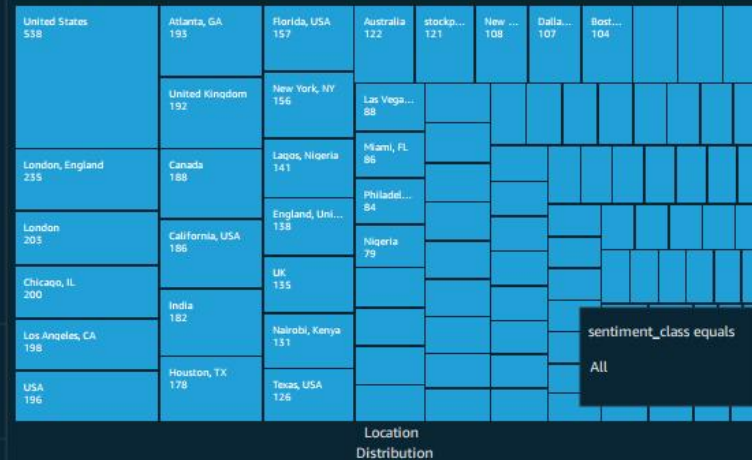 United States
538
London, England
235
London
203
Chicago, IL
200
Los Angeles, CA
198
USA
196
Atlanta, GA
193
United Kingdom
192
Canada
188
California, USA
186
India
182
Houston, TX
178
Florida, USA
157
New York, NY
156
Lagos, Nigeria
141
England, Uni...
138
UK
135
Nairobi, Kenya
131
Texas, USA
126
Australia
122
stockp...
121
New ...
108
Dalla...
107
Bost...
104
Las Vega...
88
Miami, FL
86
Philadel...
84
Nigeria
79
sentiment_class equals
All
Location
Distribution